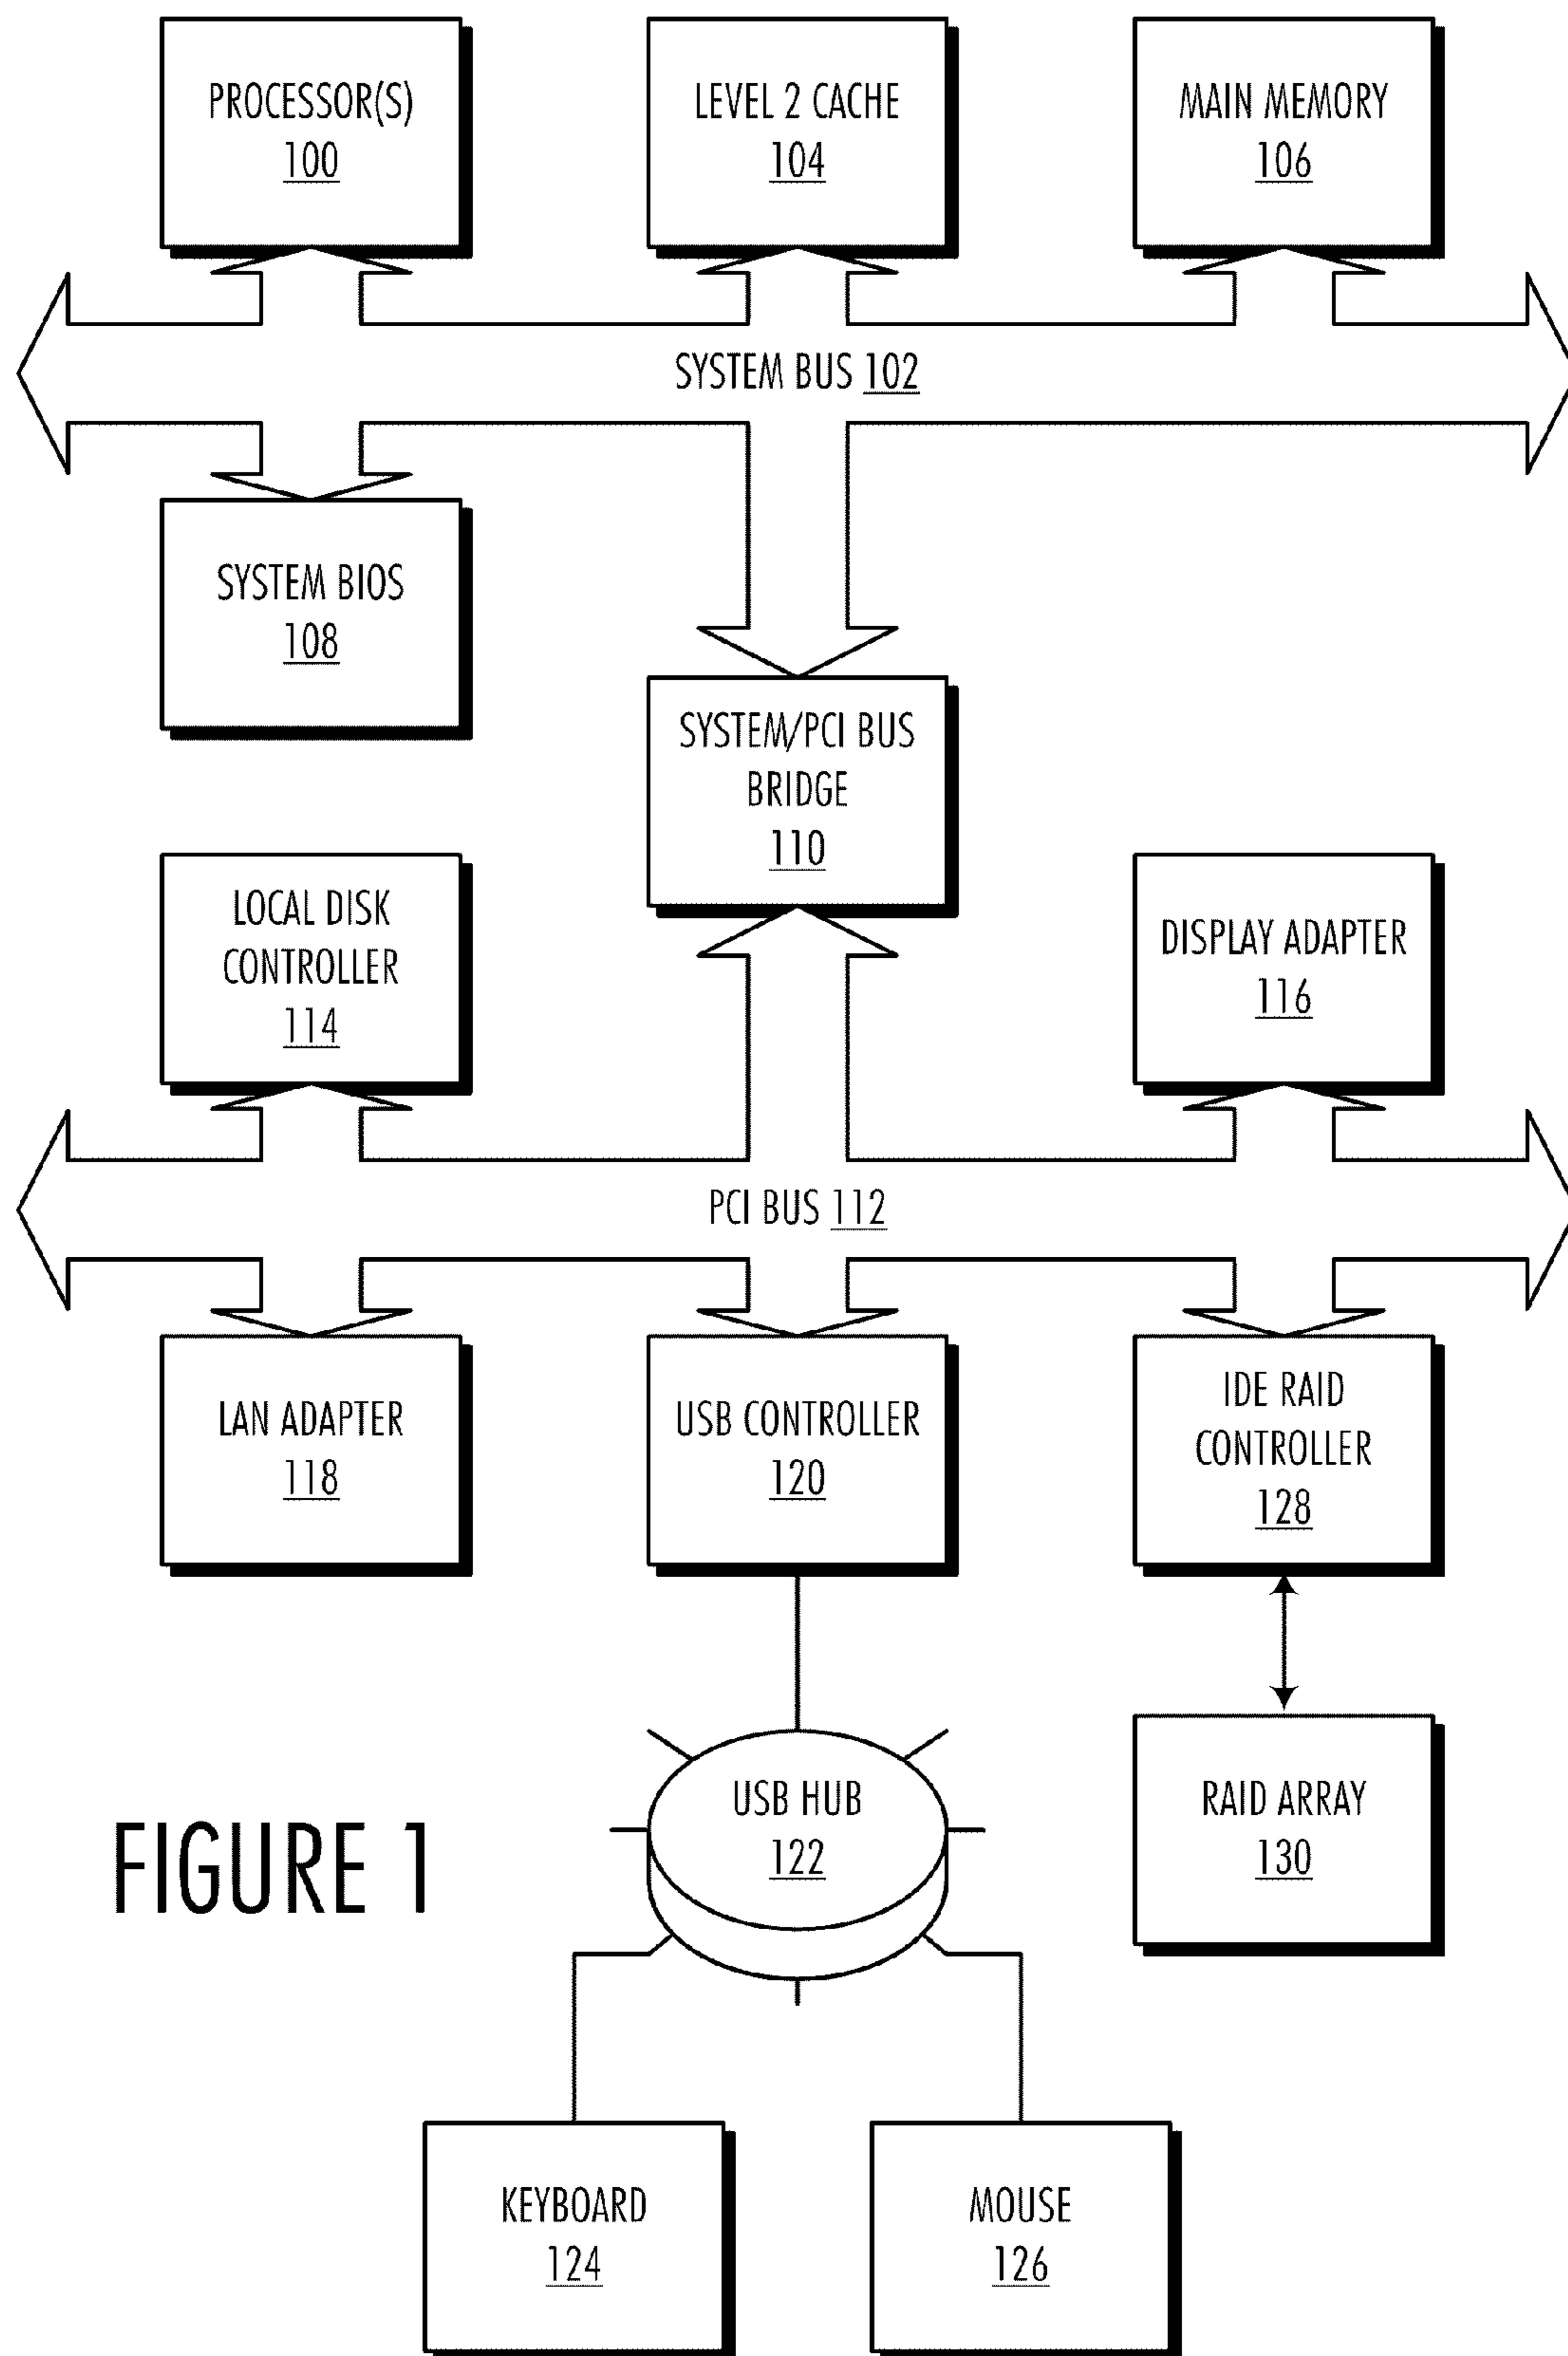 PROCESSOR(S)
100
LEVEL 2 CACHE
104
MAIN MEMORY
106
SYSTEM BUS 102
SYSTEM BIOS
108
SYSTEM/PCI BUS
BRIDGE
110
LOCAL DISK
CONTROLLER
114
DISPLAY ADAPTER
116
PCI BUS 112
LAN ADAPTER
118
USB CONTROLLER
120
IDE RAID
CONTROLLER
128
USB HUB
122
RAID ARRAY
130
FIGURE 1
KEYBOARD
124
MOUSE
126